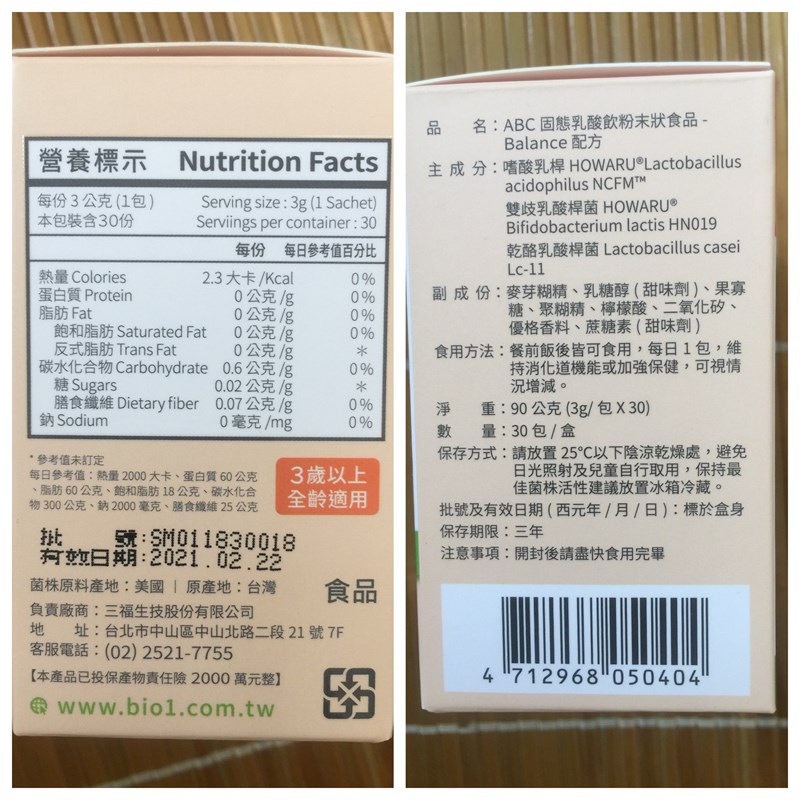 營養標示 Nutrition Facts
每份 3 公克 (1包) Serving size : 3g (1 Sachet)
本包裝含30份 Serviings per container : 30
每份 每日參考值百分比
熱量 Colories 2.3 大卡 /Kcal 0%
蛋白質 Protein 0 公克 /g 0%
脂肪 Fat 0 公克 /g 0%
飽和脂肪 Saturated Fat 0 公克 /g 0%
反式脂肪 Trans Fat 0 公克 /g *
碳水化合物 Carbohydrate 0.6 公克 /g 0%
糖 Sugars 0.02 公克 /g *
膳食纖維 Dietary fiber 0.07 公克 /g 0%
鈉 Sodium 0 毫克 /mg 0%
* 參考值未訂定
每日參考值：熱量 2000 大卡、蛋白質 60 公克
、脂肪 60 公克、飽和脂肪 18 公克、碳水化合
物 300 公克、鈉 2000 毫克、膳食纖維 25 公克
3歲以上
全齡適用
批 號:SM011830018
有效日期:2021.02.22
菌株原料產地：美國 | 原產地：台灣
食品
負責廠商：三福生技股份有限公司
地 址：台北市中山區中山北路二段 21 號 7F
客服電話：(02) 2521-7755
【本產品已投保產物責任險 2000 萬元整】
www.bio1.com.tw
品 名：ABC 固態乳酸飲粉末狀食品 -
Balance 配方
主 成 分：嗜酸乳桿 HOWARU®Lactobacillus
acidophilus NCFM™
雙歧乳酸桿菌 HOWARU®
Bifidobacterium lactis HN019
乾酪乳酸桿菌 Lactobacillus casei
Lc-11
副 成 份：麥芽糊精、乳糖醇 ( 甜味劑 )、果寡
糖、聚糊精、檸檬酸、二氧化矽、
優格香料、蔗糖素 ( 甜味劑 )
食用方法：餐前飯後皆可食用，每日 1 包，維
持消化道機能或加強保健，可視情
況增減。
淨 重：90 公克 (3g/ 包 X 30)
數 量：30 包 / 盒
保存方式：請放置 25℃以下陰涼乾燥處，避免
日光照射及兒童自行取用，保持最
佳菌株活性建議放置冰箱冷藏。
批號及有效日期 ( 西元年 / 月 / 日 )：標於盒身
保存期限：三年
注意事項：開封後請盡快食用完畢
4 712968 050404